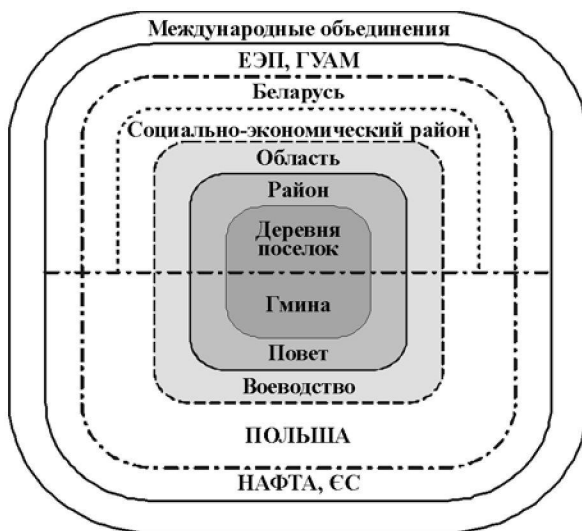 Международные объединения
ЕЭП, ГУАМ
Беларусь
Социально-экономический район
Область
Район
Деревня
поселок
Гмина
Повет
Воеводство
ПОЛЬША
НАФТА, ЄС